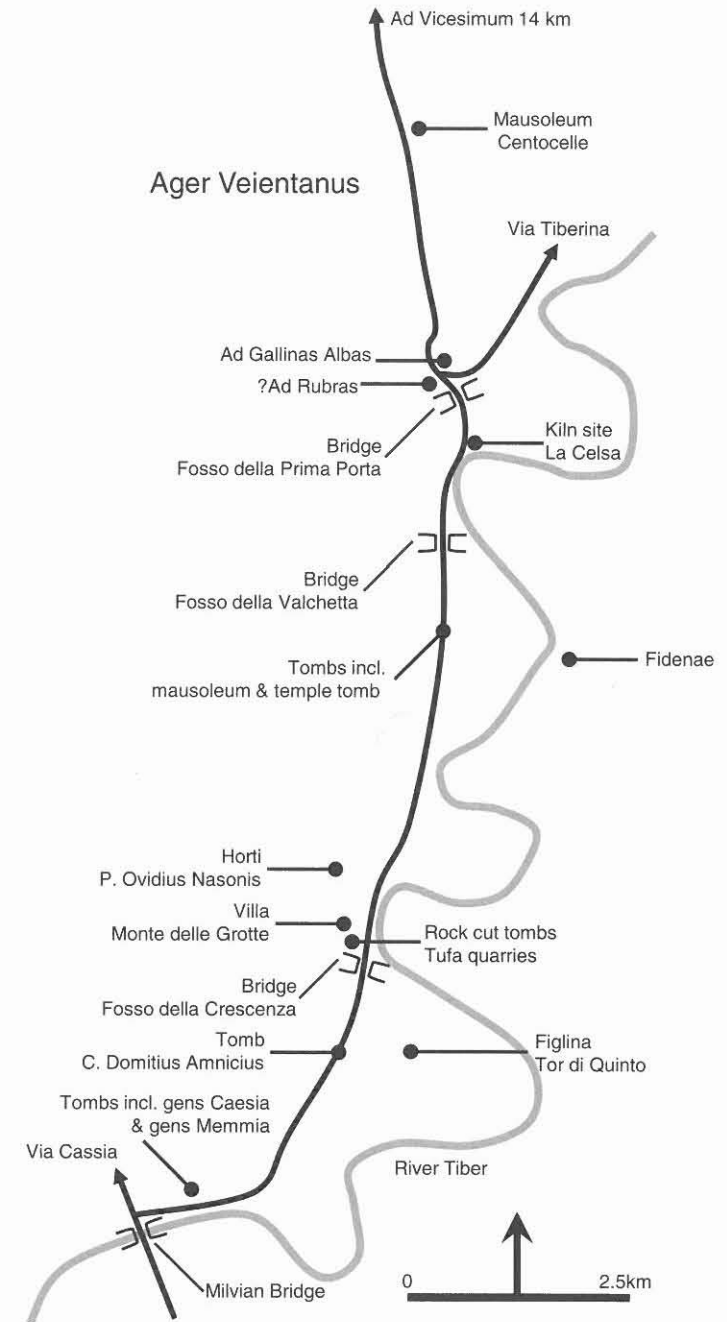 Ad Vicesimum 14 km
Mausoleum
Centocelle
Ager Veientanus
Via Tiberina
Ad Gallinas Albas
?Ad Rubras
Bridge
Fosso della Prima Porta
Kiln site
La Celsa
Bridge
Fosso della Valchetta
Tombs incl.
mausoleum & temple tomb
Fidenae
Horti
P. Ovidius Nasonis
Villa
Monte delle Grotte
Rock cut tombs
Tufa quarries
Bridge
Fosso della Crescenza
Tomb
C. Domitius Amnicius
Figlina
Tor di Quinto
Tombs incl. gens Caesia
& gens Memmia
Via Cassia
River Tiber
Milvian Bridge
0 2.5km